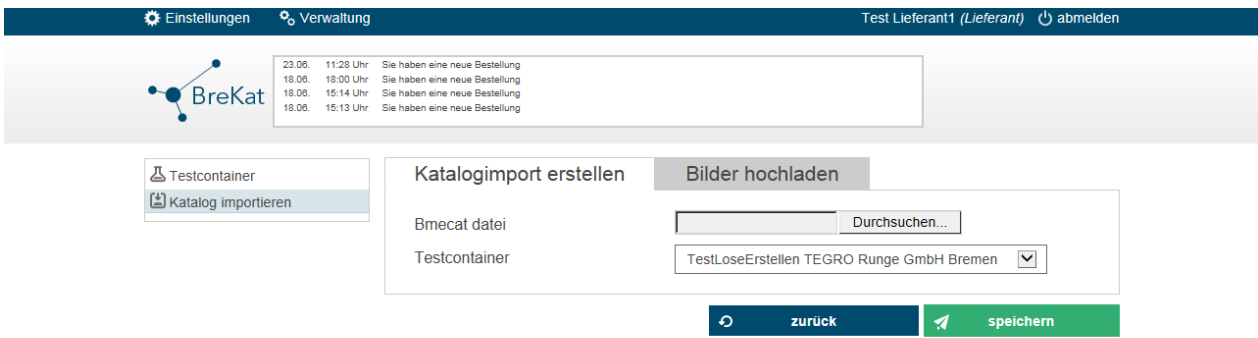 Einstellungen Verwaltung Test Lieferant1 (Lieferant) abmelden
BreKat
23.06. 11:28 Uhr Sie haben eine neue Bestellung
18.06. 18:00 Uhr Sie haben eine neue Bestellung
18.06. 15:14 Uhr Sie haben eine neue Bestellung
18.06. 15:13 Uhr Sie haben eine neue Bestellung
Testcontainer
Katalog importieren
Katalogimport erstellen Bilder hochladen
Bmecat datei Durchsuchen...
Testcontainer TestLoseErstellen TEGRO Runge GmbH Bremen
zurück speichern